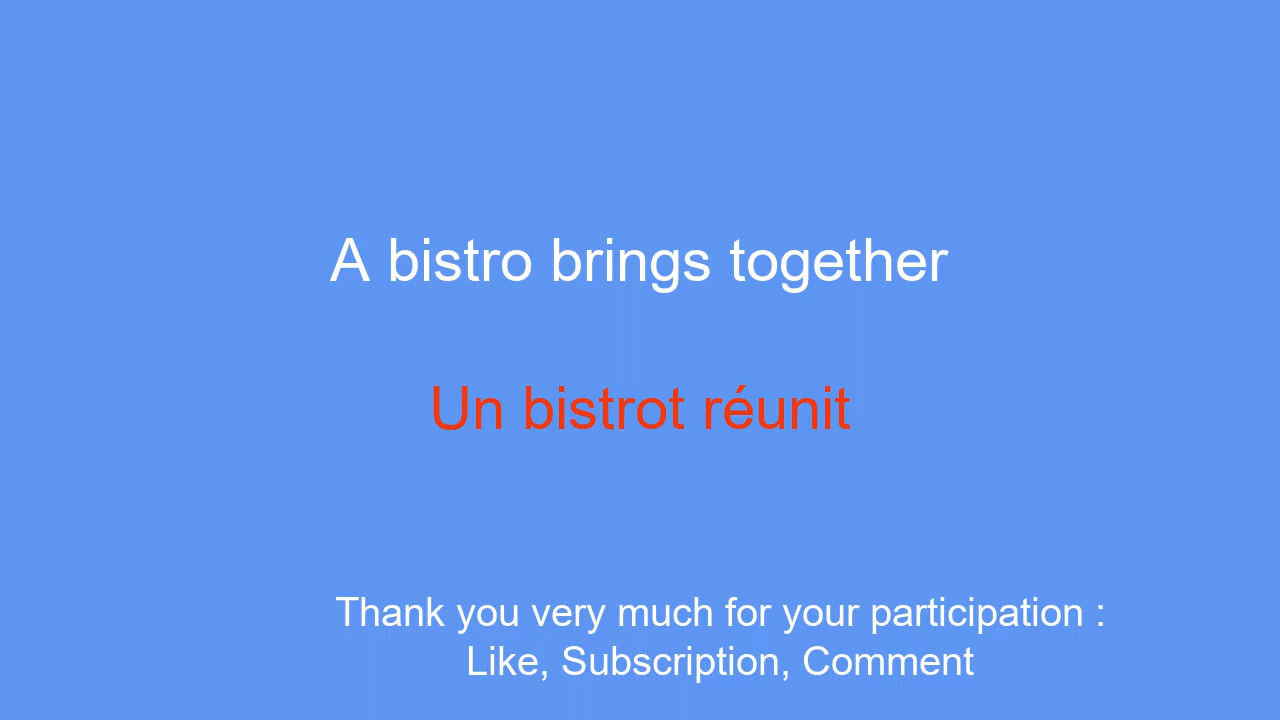 A bistro brings together
Un bistrot réunit
Thank you very much for your participation :
Like, Subscription, Comment